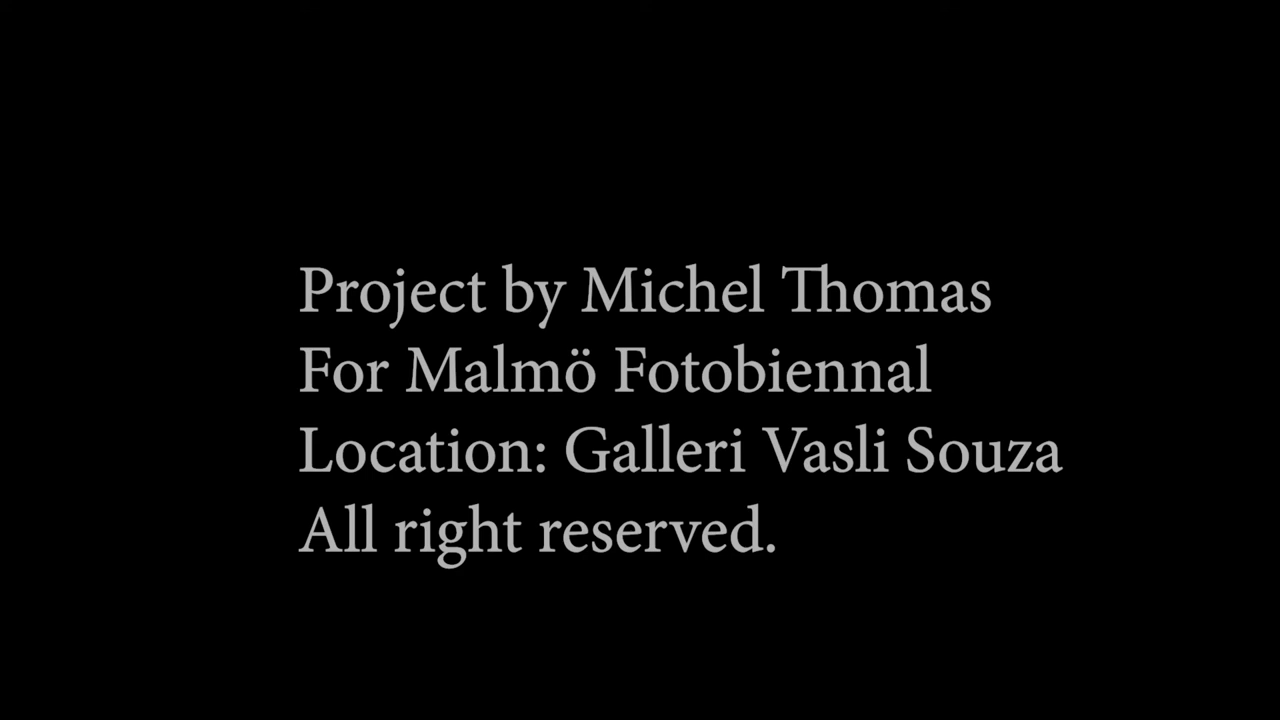 Project by Michel Thomas
For Malmö Fotobiennal
Location: Galleri Vasli Souza
All right reserved.